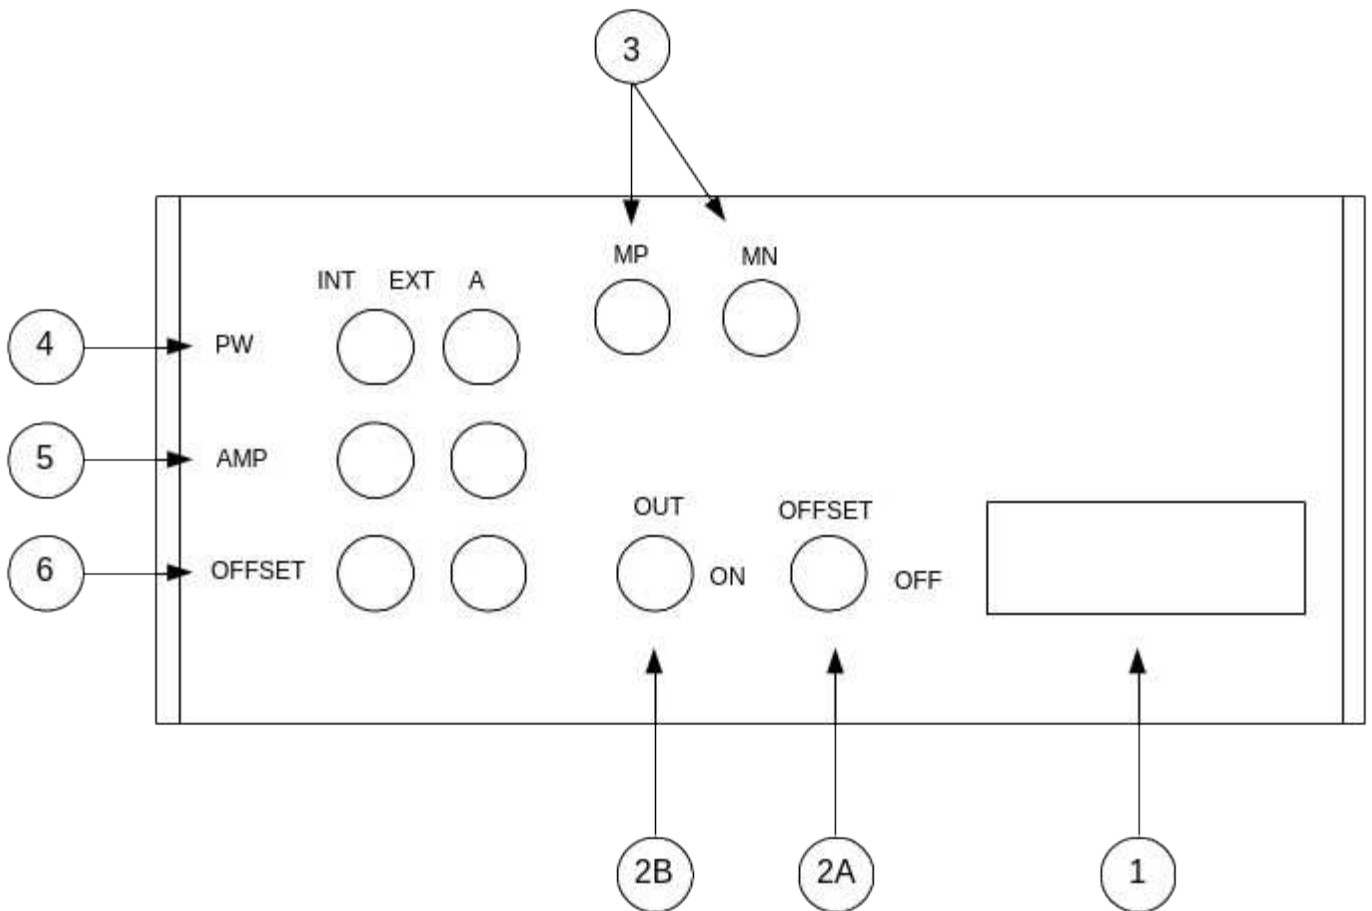 3
MP MN
INT EXT A
4 PW
5 AMP
OUT OFFSET
6 OFFSET
ON OFF
2B 2A 1